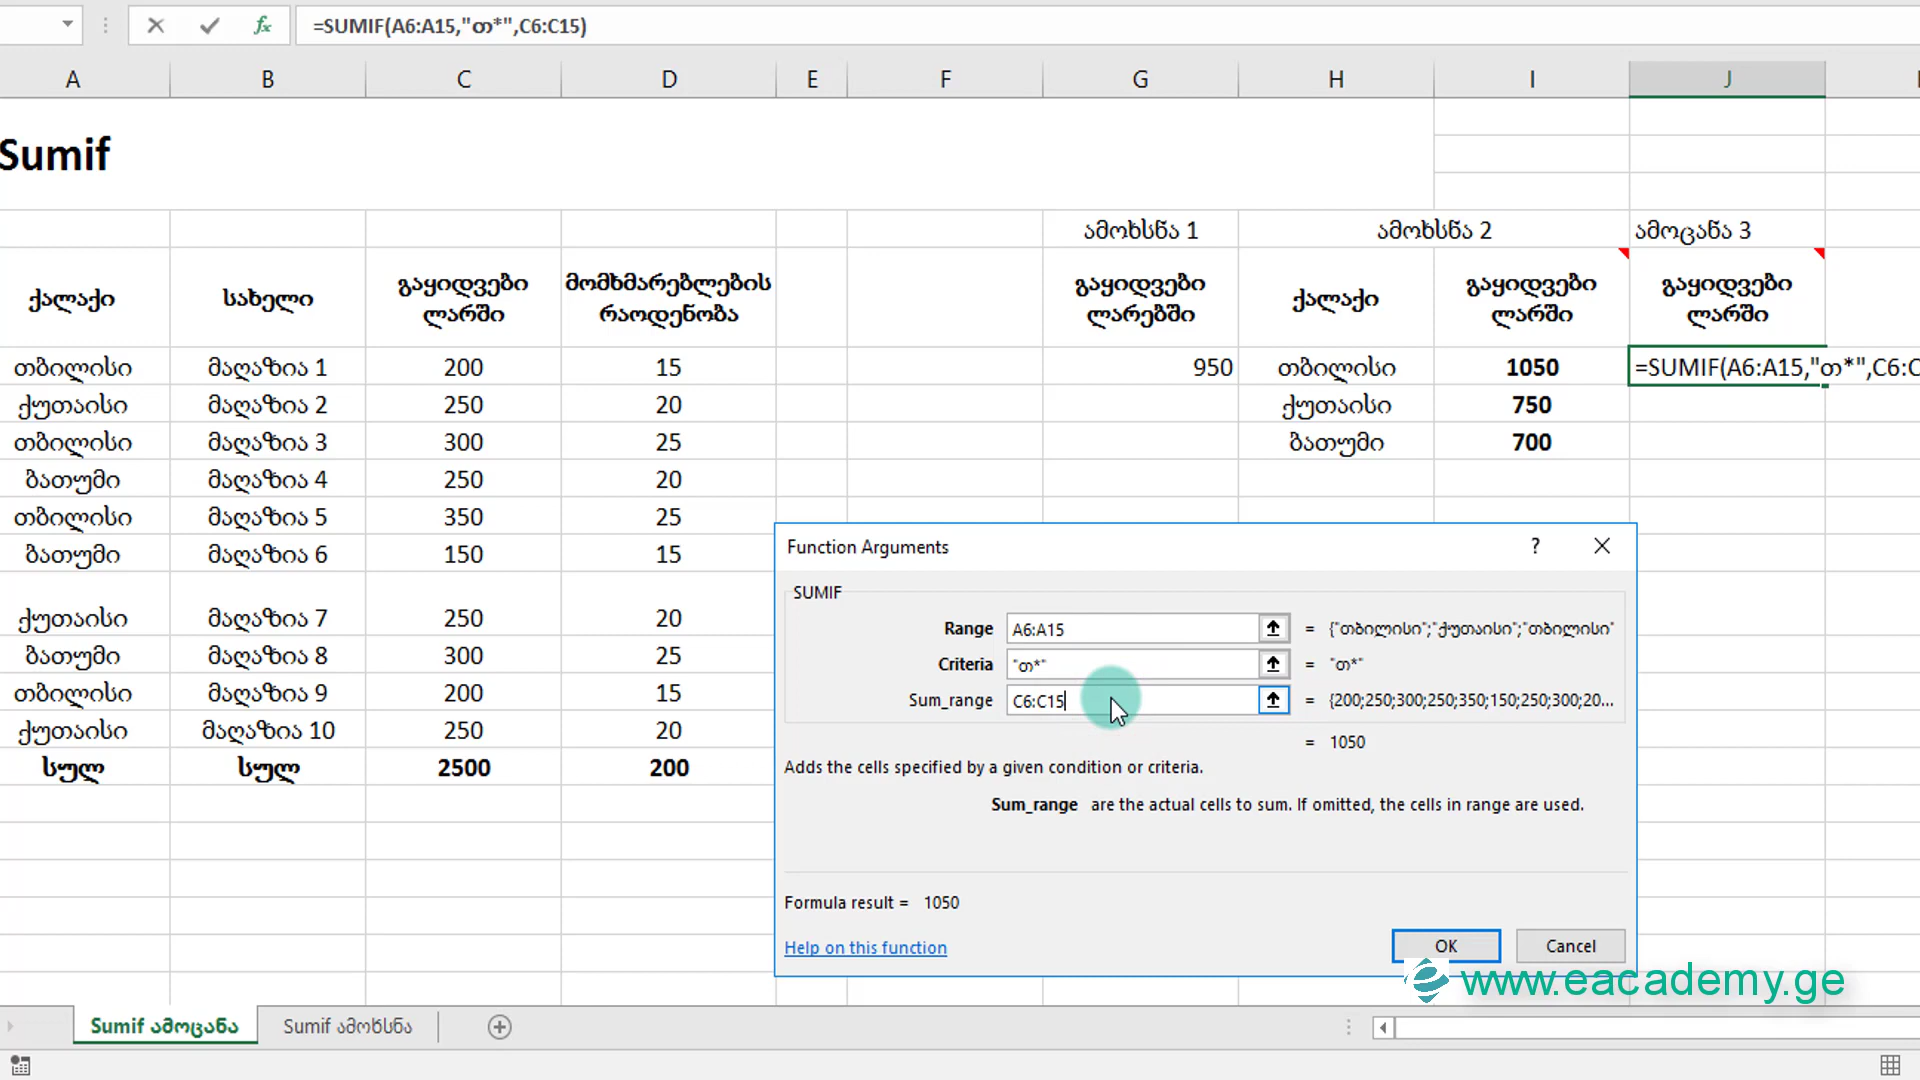 =SUMIF(A6:A15,"თ*",C6:C15)
A B C D E F G H I J
Sumif
ამოხსნა 1 ამოხსნა 2 ამოცანა 3
ქალაქი სახელი გაყიდვები ლარში მომხმარებლების რაოდენობა გაყიდვები ლარებში ქალაქი გაყიდვები ლარში გაყიდვები ლარში
თბილისი მაღაზია 1 200 15 950 თბილისი 1050 =SUMIF(A6:A15,"თ*",C6:C
ქუთაისი მაღაზია 2 250 20 ქუთაისი 750
თბილისი მაღაზია 3 300 25 ბათუმი 700
ბათუმი მაღაზია 4 250 20
თბილისი მაღაზია 5 350 25
ბათუმი მაღაზია 6 150 15
ქუთაისი მაღაზია 7 250 20
ბათუმი მაღაზია 8 300 25
თბილისი მაღაზია 9 200 15
ქუთაისი მაღაზია 10 250 20
სულ სულ 2500 200
Function Arguments ?
SUMIF
Range A6:A15 = {"თბილისი";"ქუთაისი";"თბილისი"
Criteria "თ*" = "თ*"
Sum_range C6:C15 = {200;250;300;250;350;150;250;300;20...
= 1050
Adds the cells specified by a given condition or criteria.
Sum_range are the actual cells to sum. If omitted, the cells in range are used.
Formula result = 1050
Help on this function OK Cancel
www.eacademy.ge
Sumif ამოცანა Sumif ამოხსნა